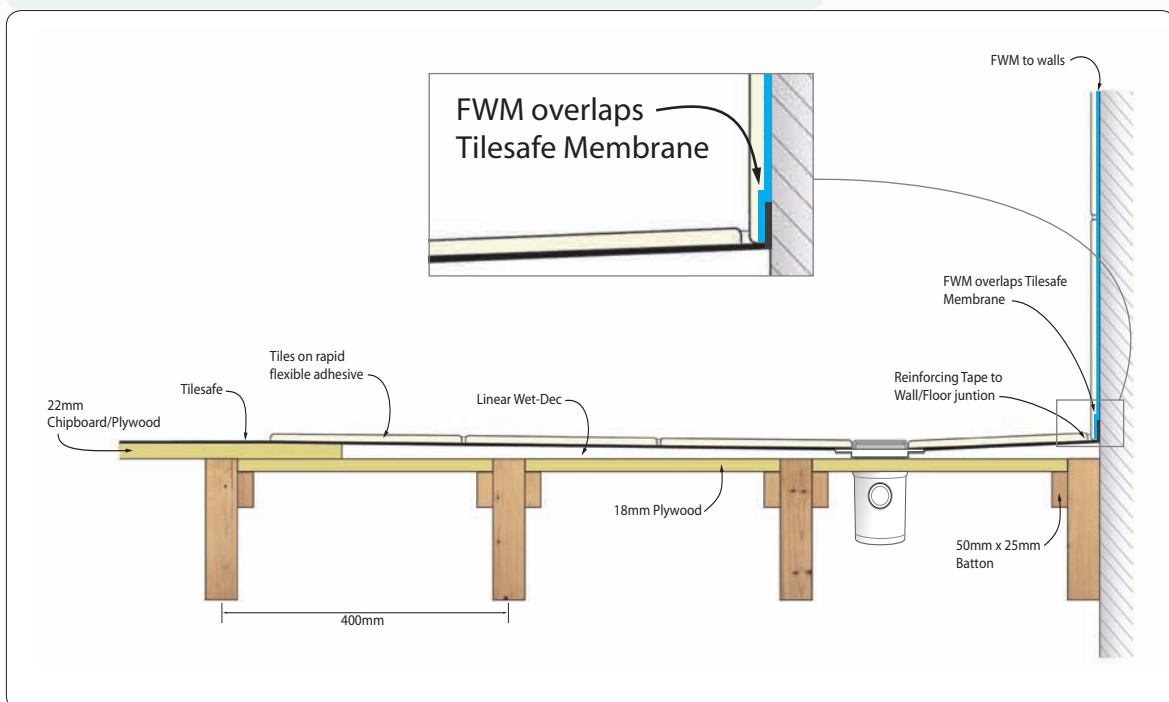 FWM to walls
FWM overlaps
Tilesafe Membrane
FWM overlaps Tilesafe
Membrane
Tiles on rapid
flexible adhesive
Reinforcing Tape to
Wall/Floor juntion
Tilesafe
Linear Wet-Dec
22mm
Chipboard/Plywood
18mm Plywood
50mm x 25mm
Batton
400mm